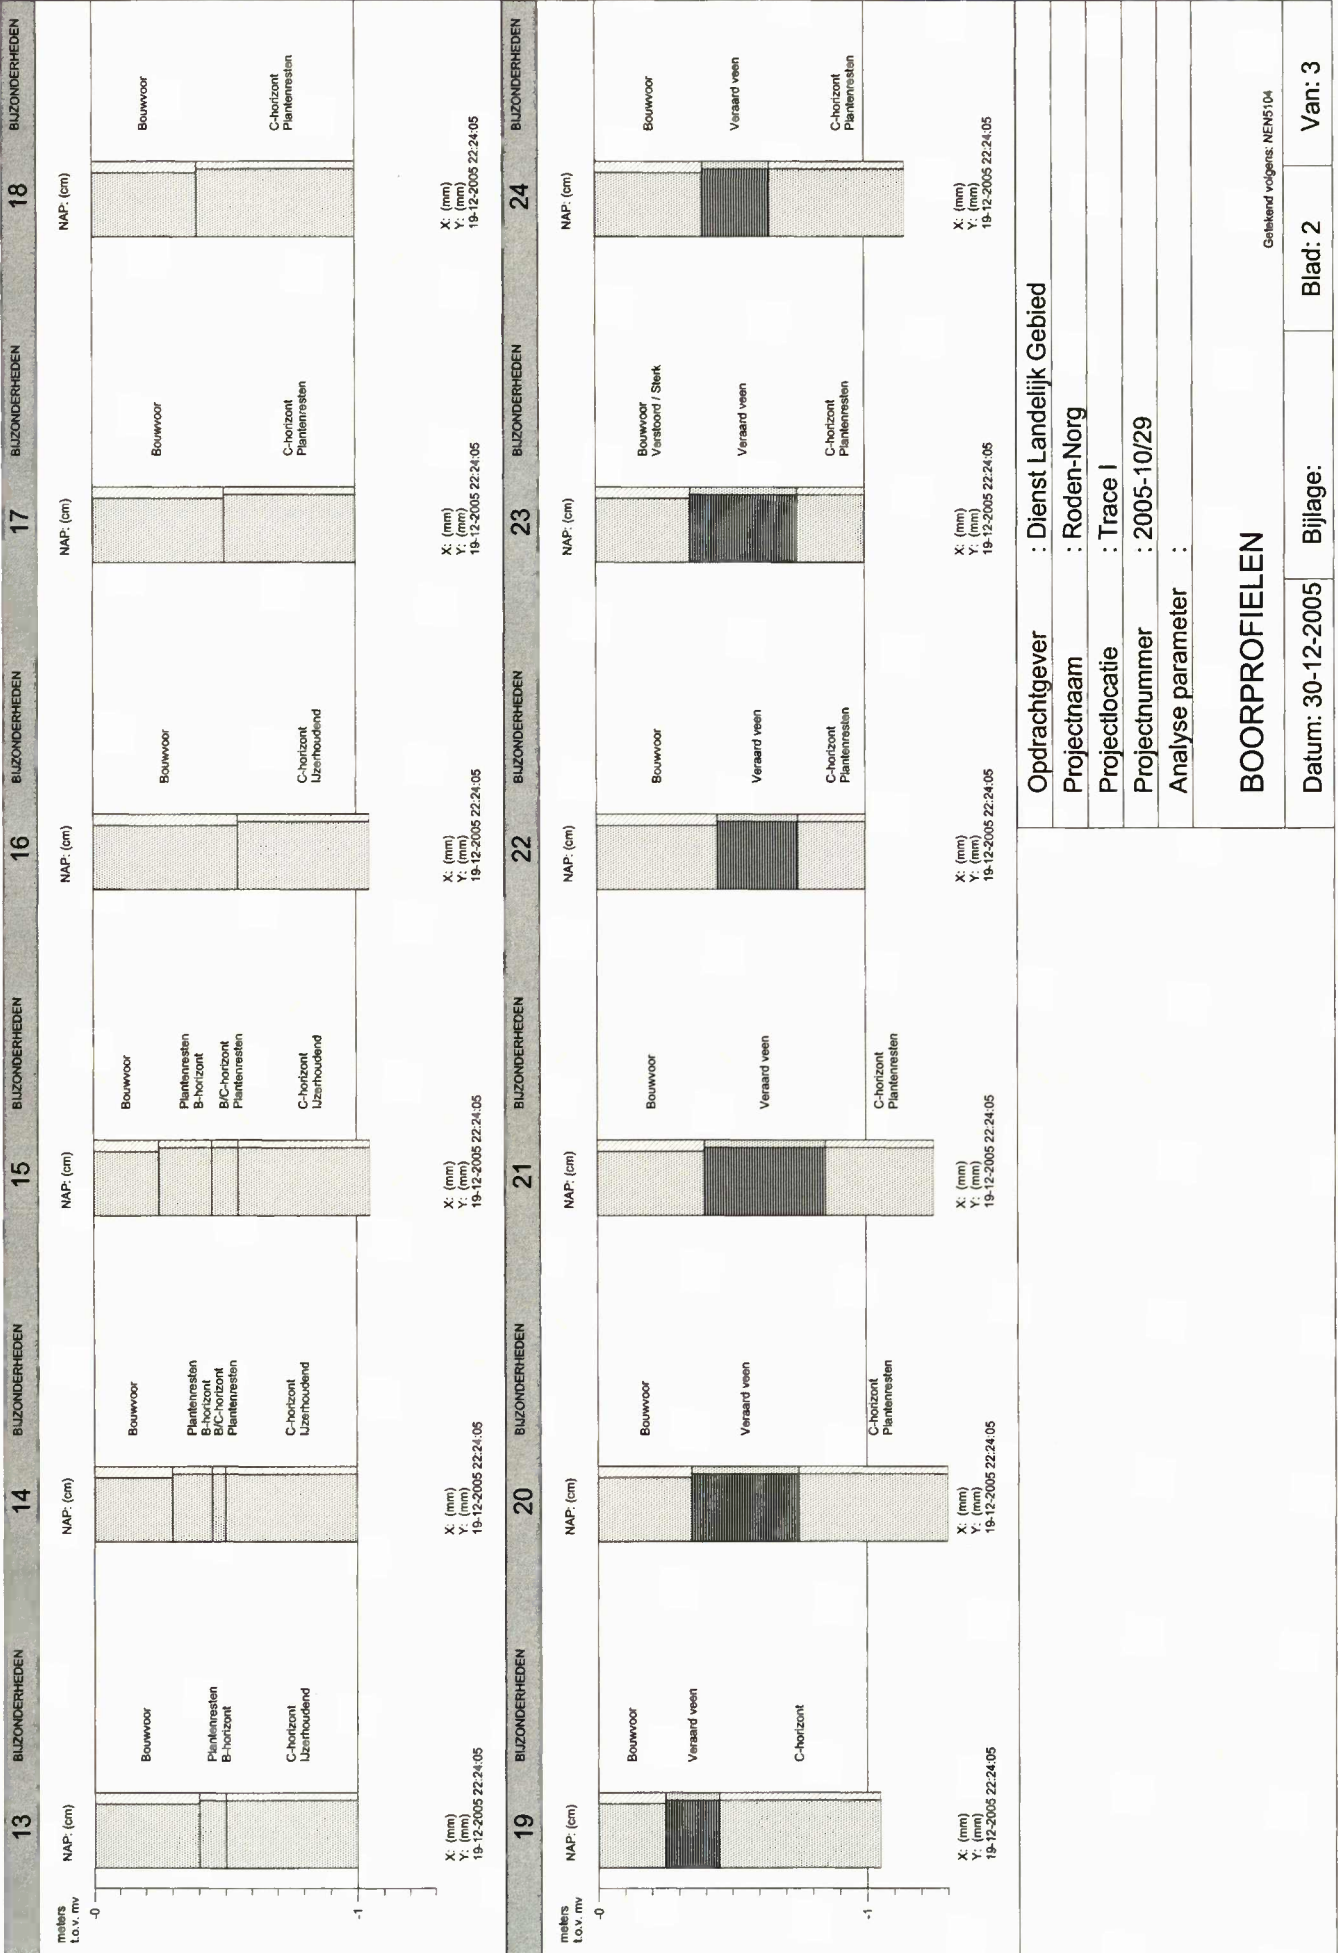 13 BIJZONDERHEDEN 14 BIJZONDERHEDEN 15 BIJZONDERHEDEN 16 BIJZONDERHEDEN 17 BIJZONDERHEDEN 18 BIJZONDERHEDEN
meters
t.o.v. mv
-0
-1
NAP: (cm)
Bouwvoor
Plantenresten
B-horizont
C-horizont
IJzerhoudend
X: (mm)
Y: (mm)
19-12-2005 22:24:05
NAP: (cm)
Bouwvoor
Plantenresten
B-horizont
B/C-horizont
Plantenresten
C-horizont
IJzerhoudend
X: (mm)
Y: (mm)
19-12-2005 22:24:05
NAP: (cm)
Bouwvoor
Plantenresten
B-horizont
B/C-horizont
Plantenresten
C-horizont
IJzerhoudend
X: (mm)
Y: (mm)
19-12-2005 22:24:05
NAP: (cm)
Bouwvoor
C-horizont
IJzerhoudend
X: (mm)
Y: (mm)
19-12-2005 22:24:05
NAP: (cm)
Bouwvoor
C-horizont
Plantenresten
X: (mm)
Y: (mm)
19-12-2005 22:24:05
NAP: (cm)
Bouwvoor
C-horizont
Plantenresten
X: (mm)
Y: (mm)
19-12-2005 22:24:05
19 BIJZONDERHEDEN 20 BIJZONDERHEDEN 21 BIJZONDERHEDEN 22 BIJZONDERHEDEN 23 BIJZONDERHEDEN 24 BIJZONDERHEDEN
meters
t.o.v. mv
-0
-1
NAP: (cm)
Bouwvoor
Veraard veen
C-horizont
X: (mm)
Y: (mm)
19-12-2005 22:24:05
NAP: (cm)
Bouwvoor
Veraard veen
C-horizont
Plantenresten
X: (mm)
Y: (mm)
19-12-2005 22:24:05
NAP: (cm)
Bouwvoor
Veraard veen
C-horizont
Plantenresten
X: (mm)
Y: (mm)
19-12-2005 22:24:05
NAP: (cm)
Bouwvoor
Veraard veen
C-horizont
Plantenresten
X: (mm)
Y: (mm)
19-12-2005 22:24:05
NAP: (cm)
Bouwvoor
Verstoord / Sterk
Veraard veen
C-horizont
Plantenresten
X: (mm)
Y: (mm)
19-12-2005 22:24:05
NAP: (cm)
Bouwvoor
Veraard veen
C-horizont
Plantenresten
X: (mm)
Y: (mm)
19-12-2005 22:24:05
Opdrachtgever : Dienst Landelijk Gebied
Projectnaam : Roden-Norg
Projectlocatie : Trace I
Projectnummer : 2005-10/29
Analyse parameter :
BOORPROFIELEN
Getekend volgens: NEN5104
Datum: 30-12-2005 Bijlage: Blad: 2 Van: 3